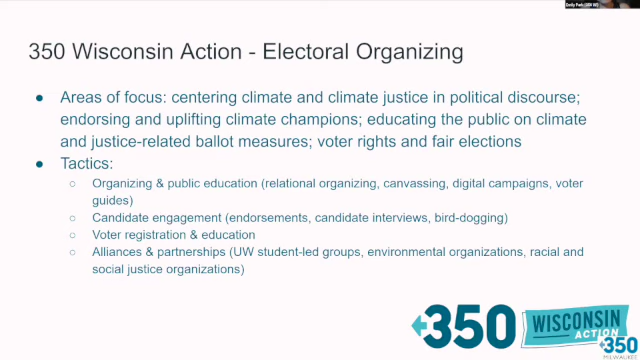 350 Wisconsin Action - Electoral Organizing
● Areas of focus: centering climate and climate justice in political discourse;
endorsing and uplifting climate champions; educating the public on climate
and justice-related ballot measures; voter rights and fair elections
● Tactics:
○ Organizing & public education (relational organizing, canvassing, digital campaigns, voter
guides)
○ Candidate engagement (endorsements, candidate interviews, bird-dogging)
○ Voter registration & education
○ Alliances & partnerships (UW student-led groups, environmental organizations, racial and
social justice organizations)
350 WISCONSIN
ACTION
350
MILWAUKEE